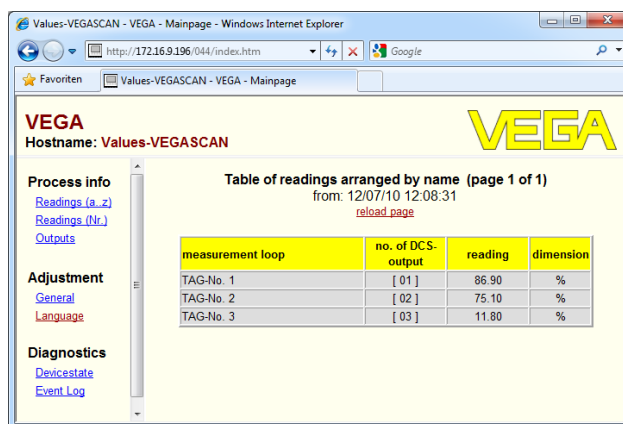 Values-VEGASCAN - VEGA - Mainpage - Windows Internet Explorer
http://172.16.9.196/044/index.htm
Google
Favoriten
Values-VEGASCAN - VEGA - Mainpage
VEGA
Hostname: Values-VEGASCAN
VEGA
Process info
Readings (a..z)
Readings (Nr.)
Outputs
Adjustment
General
Language
Diagnostics
Devicestate
Event Log
Table of readings arranged by name (page 1 of 1)
from: 12/07/10 12:08:31
reload page
measurement loop no. of DCS-output reading dimension
TAG-No. 1 [ 01 ] 86.90 %
TAG-No. 2 [ 02 ] 75.10 %
TAG-No. 3 [ 03 ] 11.80 %